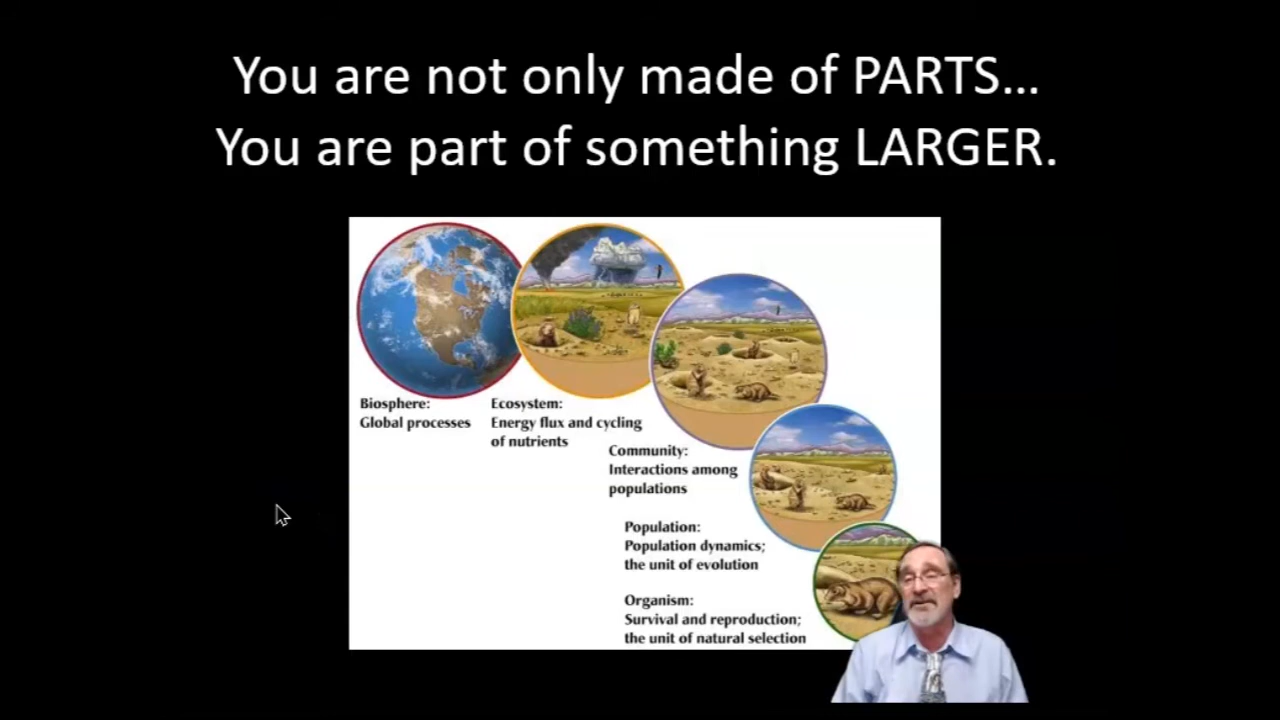 You are not only made of PARTS...
You are part of something LARGER.
Biosphere:
Global processes
Ecosystem:
Energy flux and cycling
of nutrients
Community:
Interactions among
populations
Population:
Population dynamics;
the unit of evolution
Organism:
Survival and reproduction;
the unit of natural selection